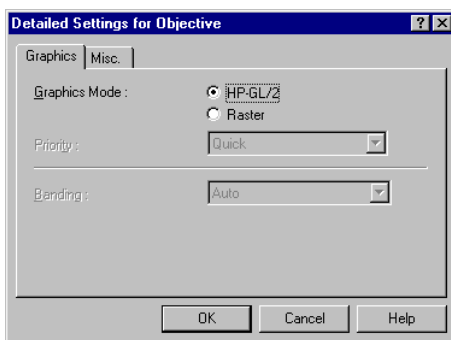 Detailed Settings for Objective
Graphics Misc.
Graphics Mode : HP-GL/2
Raster
Priority : Quick
Banding : Auto
OK Cancel Help